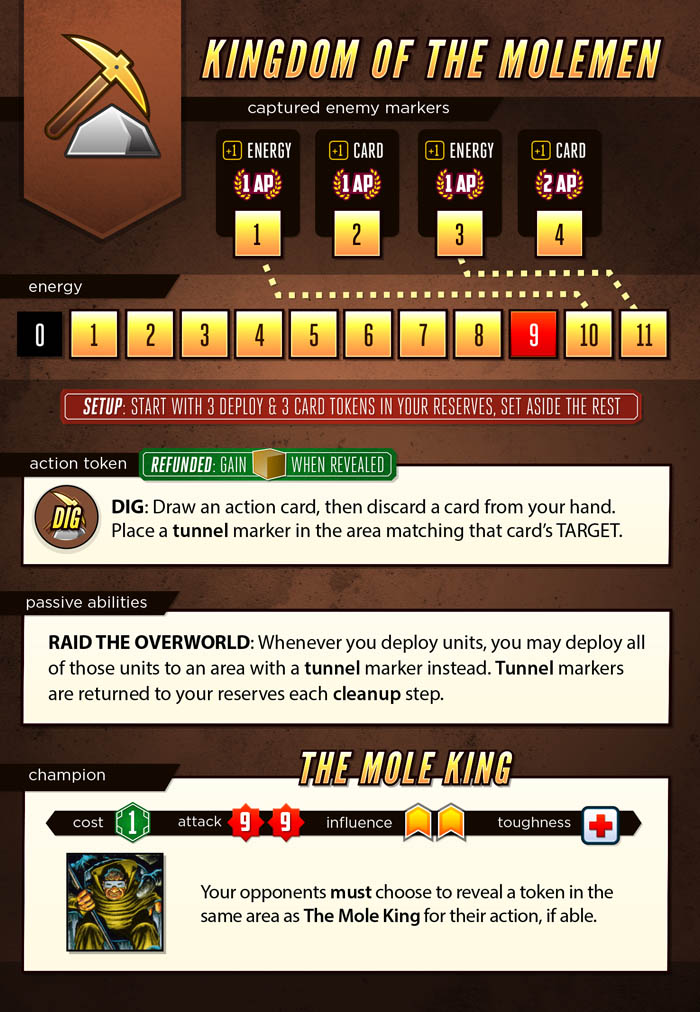 KINGDOM OF THE MOLEMEN
captured enemy markers
+1 ENERGY
1 AP
1
+1 CARD
1 AP
2
+1 ENERGY
1 AP
3
+1 CARD
2 AP
4
energy
0 1 2 3 4 5 6 7 8 9 10 11
SETUP: START WITH 3 DEPLOY & 3 CARD TOKENS IN YOUR RESERVES, SET ASIDE THE REST
action token
REFUNDED: GAIN WHEN REVEALED
DIG
DIG: Draw an action card, then discard a card from your hand.
Place a tunnel marker in the area matching that card's TARGET.
passive abilities
RAID THE OVERWORLD: Whenever you deploy units, you may deploy all
of those units to an area with a tunnel marker instead. Tunnel markers
are returned to your reserves each cleanup step.
champion
THE MOLE KING
cost 1 attack 9 9 influence toughness
Your opponents must choose to reveal a token in the
same area as The Mole King for their action, if able.